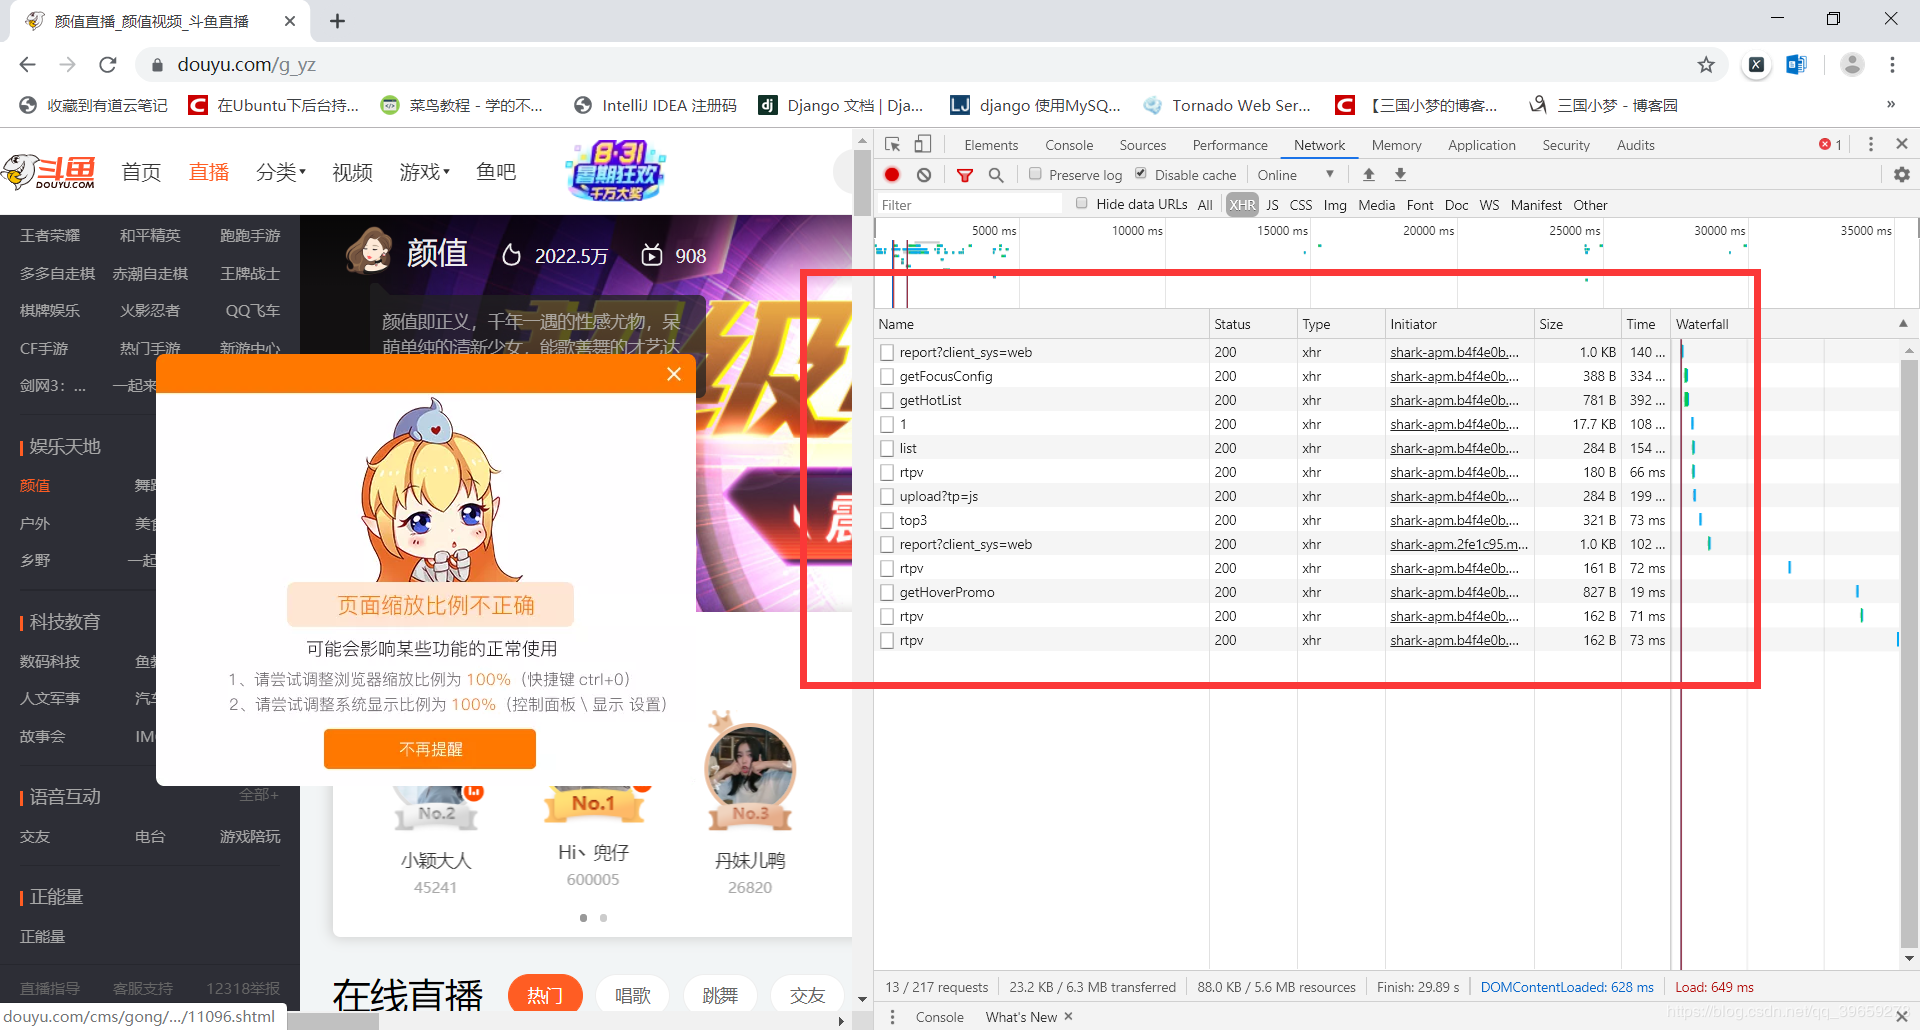 颜值直播_颜值视频_斗鱼直播
douyu.com/g_yz
收藏到有道云笔记 在Ubuntu下后台持... 菜鸟教程 - 学的不... IntelliJ IDEA 注册码 Django 文档 | Dja... django 使用MySQ... Tornado Web Ser... 【三国小梦的博客... 三国小梦 - 博客园 »
斗鱼 DOUYU.COM 首页 直播 分类 视频 游戏 鱼吧 8·31 暑期狂欢 千万大奖
王者荣耀 和平精英 跑跑手游
多多自走棋 赤潮自走棋 王牌战士
棋牌娱乐 火影忍者 QQ飞车
CF手游 热门手游 新游中心
剑网3：... 一起来
娱乐天地
颜值 舞蹈
户外 美食
乡野 一起
科技教育
数码科技 鱼教
人文军事 汽车
故事会 IM
语音互动 全部+
交友 电台 游戏陪玩
正能量
正能量
直播指导 客服支持 12318举报
douyu.com/cms/gong/.../11096.shtml
颜值 2022.5万 908
颜值即正义，千年一遇的性感尤物，呆
萌单纯的清新少女，能歌善舞的才艺达
级
震
页面缩放比例不正确
可能会影响某些功能的正常使用
1、请尝试调整浏览器缩放比例为 100%（快捷键 ctrl+0）
2、请尝试调整系统显示比例为 100%（控制面板 \ 显示 设置）
不再提醒
No.2 No.1 No.3
小颖大人 Hi丶兜仔 丹妹儿鸭
45241 600005 26820
在线直播 热门 唱歌 跳舞 交友
Elements Console Sources Performance Network Memory Application Security Audits 1
Preserve log Disable cache Online
Filter Hide data URLs All XHR JS CSS Img Media Font Doc WS Manifest Other
5000 ms 10000 ms 15000 ms 20000 ms 25000 ms 30000 ms 35000 ms
Name Status Type Initiator Size Time Waterfall
report?client_sys=web 200 xhr shark-apm.b4f4e0b.... 1.0 KB 140 ...
getFocusConfig 200 xhr shark-apm.b4f4e0b.... 388 B 334 ...
getHotList 200 xhr shark-apm.b4f4e0b.... 781 B 392 ...
1 200 xhr shark-apm.b4f4e0b.... 17.7 KB 108 ...
list 200 xhr shark-apm.b4f4e0b.... 284 B 154 ...
rtpv 200 xhr shark-apm.b4f4e0b.... 180 B 66 ms
upload?tp=js 200 xhr shark-apm.b4f4e0b.... 284 B 199 ...
top3 200 xhr shark-apm.b4f4e0b.... 321 B 73 ms
report?client_sys=web 200 xhr shark-apm.2fe1c95.m... 1.0 KB 102 ...
rtpv 200 xhr shark-apm.b4f4e0b.... 161 B 72 ms
getHoverPromo 200 xhr shark-apm.b4f4e0b.... 827 B 19 ms
rtpv 200 xhr shark-apm.b4f4e0b.... 162 B 71 ms
rtpv 200 xhr shark-apm.b4f4e0b.... 162 B 73 ms
13 / 217 requests 23.2 KB / 6.3 MB transferred 88.0 KB / 5.6 MB resources Finish: 29.89 s DOMContentLoaded: 628 ms Load: 649 ms
Console What's New